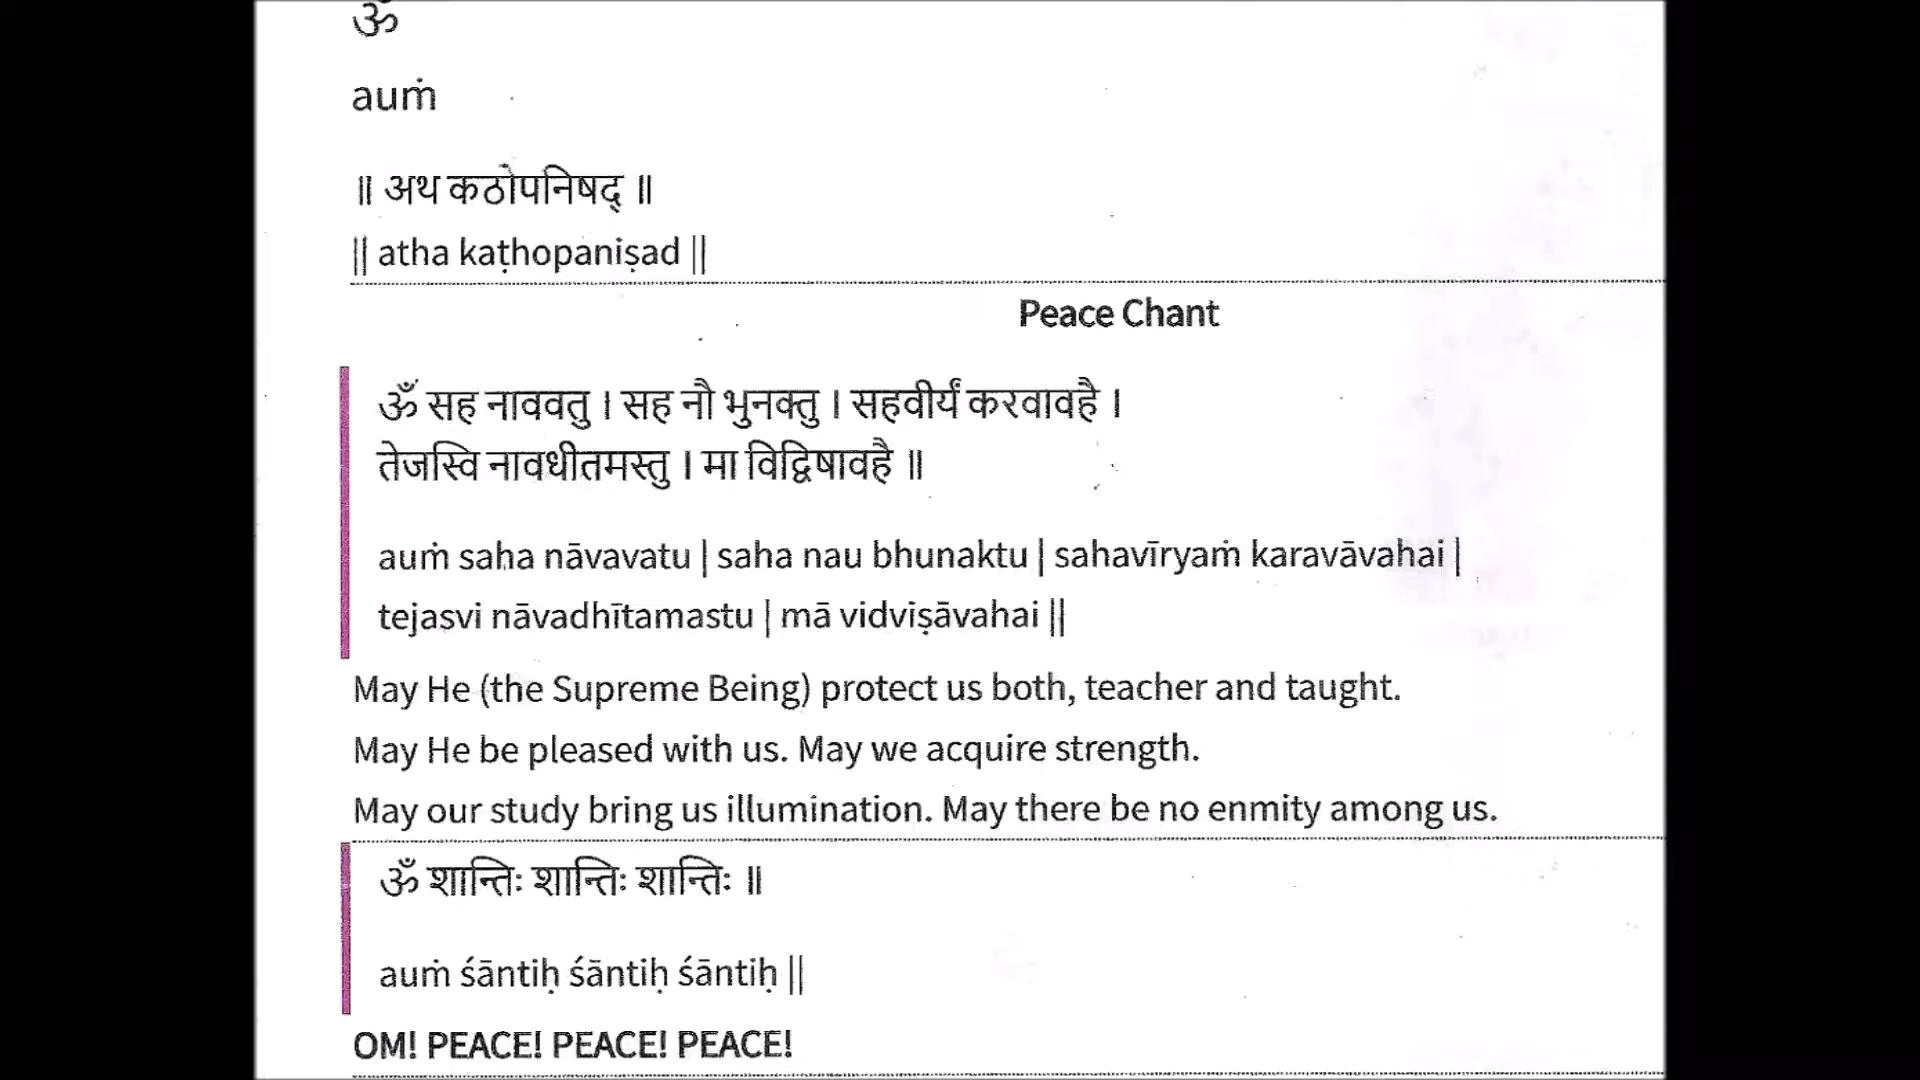 ॐ
auṁ
॥ अथ कठोपनिषद् ॥
|| atha kaṭhopaniṣad ||
Peace Chant
ॐ सह नाववतु । सह नौ भुनक्तु । सहवीर्यं करवावहै ।
तेजस्वि नावधीतमस्तु । मा विद्विषावहै ॥
auṁ saha nāvavatu | saha nau bhunaktu | sahavīryaṁ karavāvahai |
tejasvi nāvadhītamastu | mā vidviṣāvahai ||
May He (the Supreme Being) protect us both, teacher and taught.
May He be pleased with us. May we acquire strength.
May our study bring us illumination. May there be no enmity among us.
ॐ शान्तिः शान्तिः शान्तिः ॥
auṁ śāntiḥ śāntiḥ śāntiḥ ||
OM! PEACE! PEACE! PEACE!